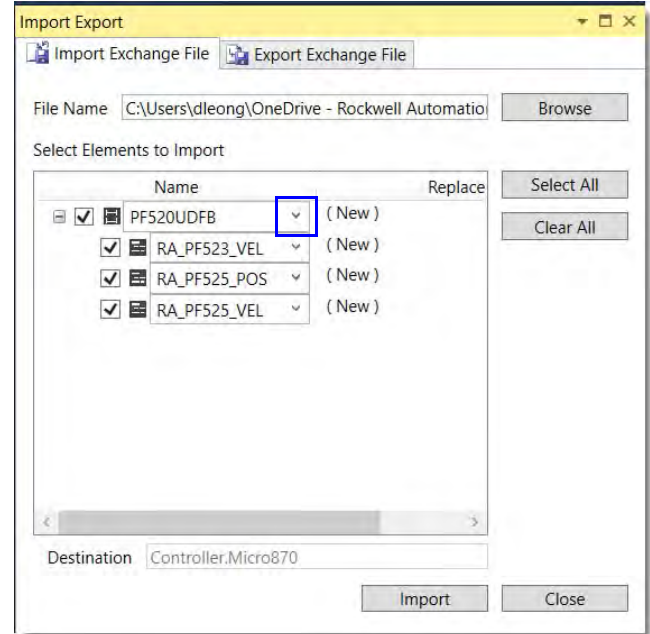 Import Export
Import Exchange File Export Exchange File
File Name C:\Users\dleong\OneDrive - Rockwell Automation Browse
Select Elements to Import
Name Replace Select All
PF520UDFB ( New ) Clear All
RA_PF523_VEL ( New )
RA_PF525_POS ( New )
RA_PF525_VEL ( New )
Destination Controller.Micro870
Import Close